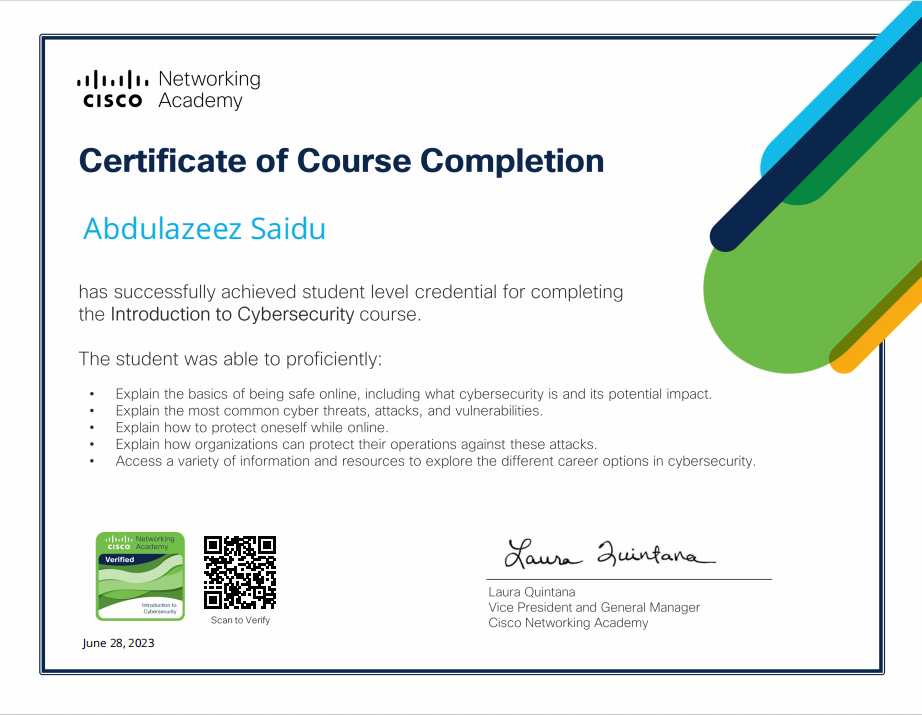 Networking
CISCO Academy
Certificate of Course Completion
Abdulazeez Saidu
has successfully achieved student level credential for completing
the Introduction to Cybersecurity course.
The student was able to proficiently:
• Explain the basics of being safe online, including what cybersecurity is and its potential impact.
• Explain the most common cyber threats, attacks, and vulnerabilities.
• Explain how to protect oneself while online.
• Explain how organizations can protect their operations against these attacks.
• Access a variety of information and resources to explore the different career options in cybersecurity.
Networking
CISCO Academy
Verified
Introduction to
Cybersecurity
Scan to Verify
June 28, 2023
Laura Quintana
Laura Quintana
Vice President and General Manager
Cisco Networking Academy